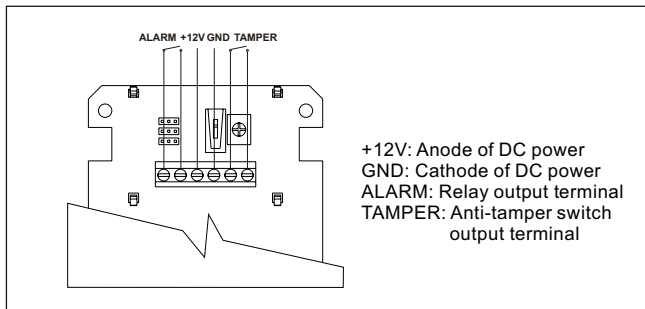 ALARM +12V GND TAMPER
+12V: Anode of DC power
GND: Cathode of DC power
ALARM: Relay output terminal
TAMPER: Anti-tamper switch
output terminal